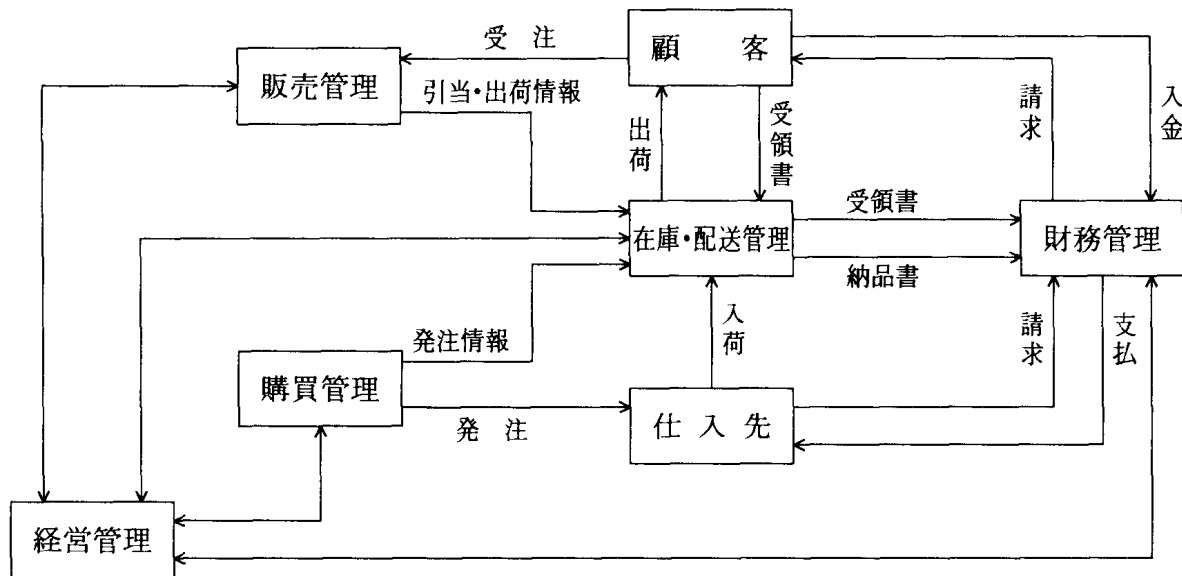 顧客
受注
販売管理
引当・出荷情報
出荷
受領書
請求
入金
受領書
在庫・配送管理
財務管理
納品書
発注情報
入荷
請求
支払
購買管理
発注
仕入先
経営管理